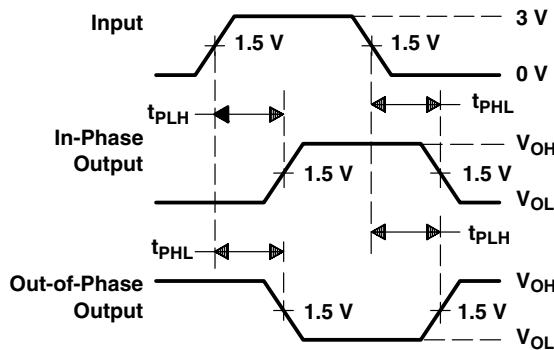 Input
1.5 V
1.5 V
3 V
0 V
tPLH
tPHL
In-Phase
Output
1.5 V
1.5 V
VOH
VOL
tPHL
tPLH
Out-of-Phase
Output
1.5 V
1.5 V
VOH
VOL